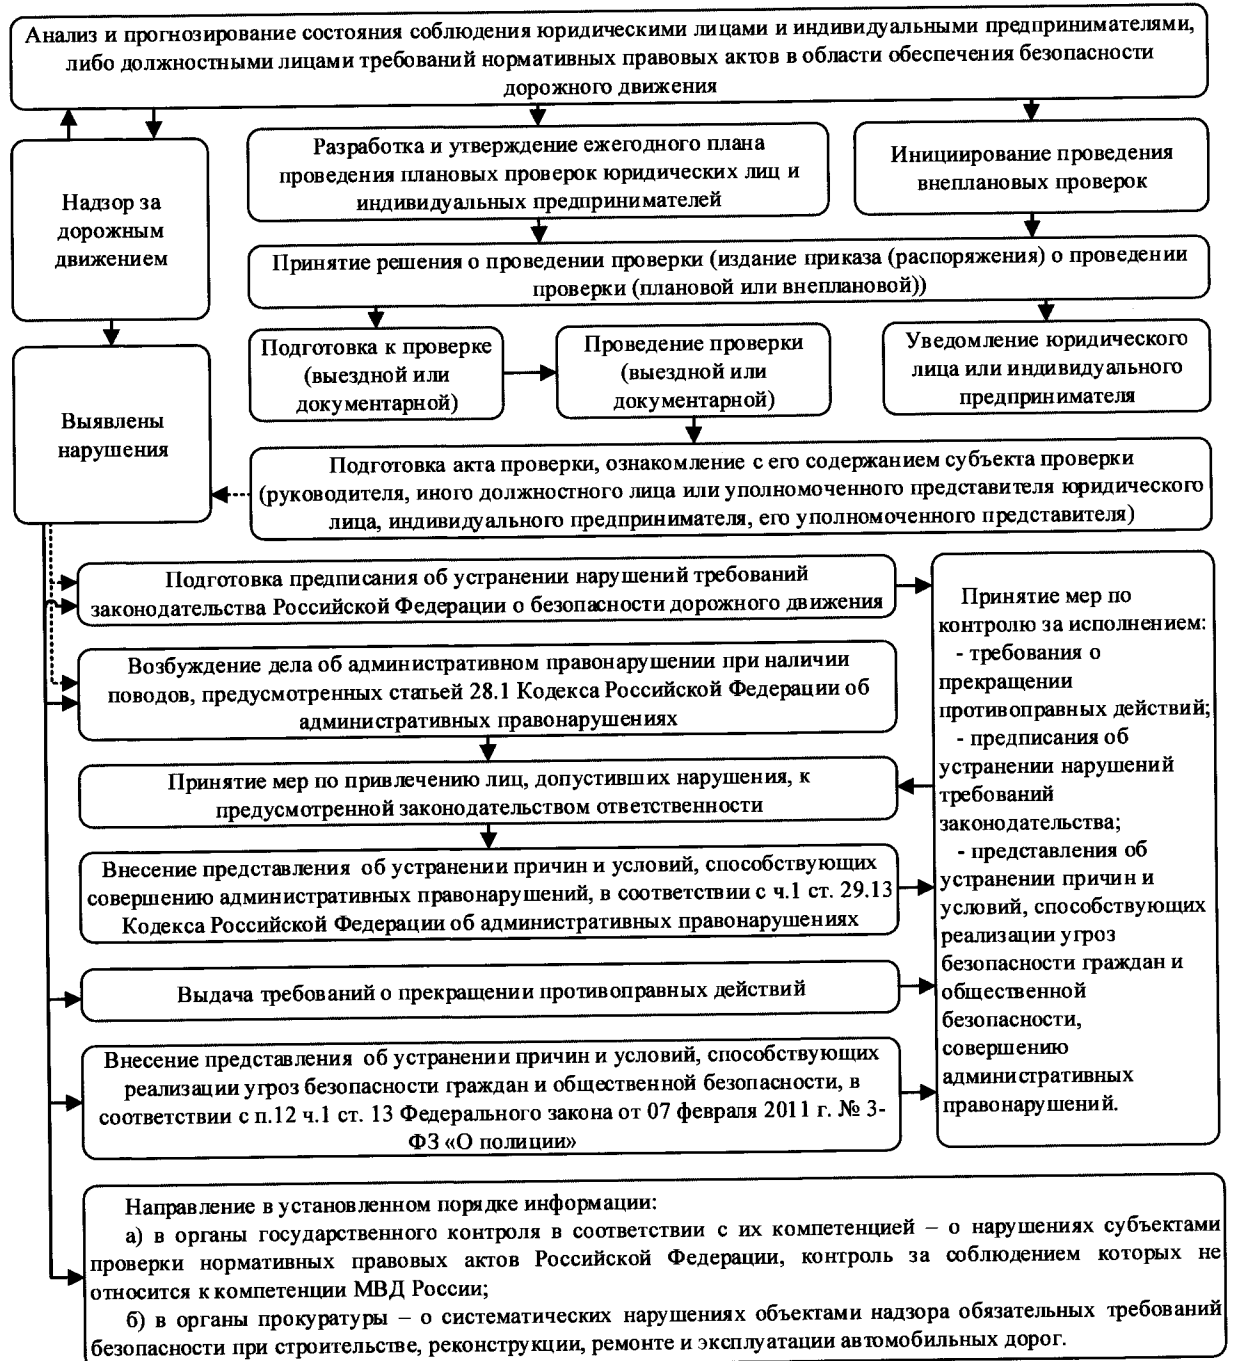 Анализ и прогнозирование состояния соблюдения юридическими лицами и индивидуальными предпринимателями,
либо должностными лицами требований нормативных правовых актов в области обеспечения безопасности
дорожного движения
Надзор за
дорожным
движением
Разработка и утверждение ежегодного плана
проведения плановых проверок юридических лиц и
индивидуальных предпринимателей
Инициирование проведения
внеплановых проверок
Принятие решения о проведении проверки (издание приказа (распоряжения) о проведении
проверки (плановой или внеплановой))
Выявлены
нарушения
Подготовка к проверке
(выездной или
документарной)
Проведение проверки
(выездной или
документарной)
Уведомление юридического
лица или индивидуального
предпринимателя
Подготовка акта проверки, ознакомление с его содержанием субъекта проверки
(руководителя, иного должностного лица или уполномоченного представителя юридического
лица, индивидуального предпринимателя, его уполномоченного представителя)
Подготовка предписания об устранении нарушений требований
законодательства Российской Федерации о безопасности дорожного движения
Возбуждение дела об административном правонарушении при наличии
поводов, предусмотренных статьей 28.1 Кодекса Российской Федерации об
административных правонарушениях
Принятие мер по привлечению лиц, допустивших нарушения, к
предусмотренной законодательством ответственности
Внесение представления об устранении причин и условий, способствующих
совершению административных правонарушений, в соответствии с ч.1 ст. 29.13
Кодекса Российской Федерации об административных правонарушениях
Выдача требований о прекращении противоправных действий
Внесение представления об устранении причин и условий, способствующих
реализации угроз безопасности граждан и общественной безопасности, в
соответствии с п.12 ч.1 ст. 13 Федерального закона от 07 февраля 2011 г. № 3-
ФЗ «О полиции»
Принятие мер по
контролю за исполнением:
- требования о
прекращении
противоправных действий;
- предписания об
устранении нарушений
требований
законодательства;
- представления об
устранении причин и
условий, способствующих
реализации угроз
безопасности граждан и
общественной
безопасности,
совершению
административных
правонарушений.
Направление в установленном порядке информации:
а) в органы государственного контроля в соответствии с их компетенцией – о нарушениях субъектами
проверки нормативных правовых актов Российской Федерации, контроль за соблюдением которых не
относится к компетенции МВД России;
б) в органы прокуратуры – о систематических нарушениях объектами надзора обязательных требований
безопасности при строительстве, реконструкции, ремонте и эксплуатации автомобильных дорог.